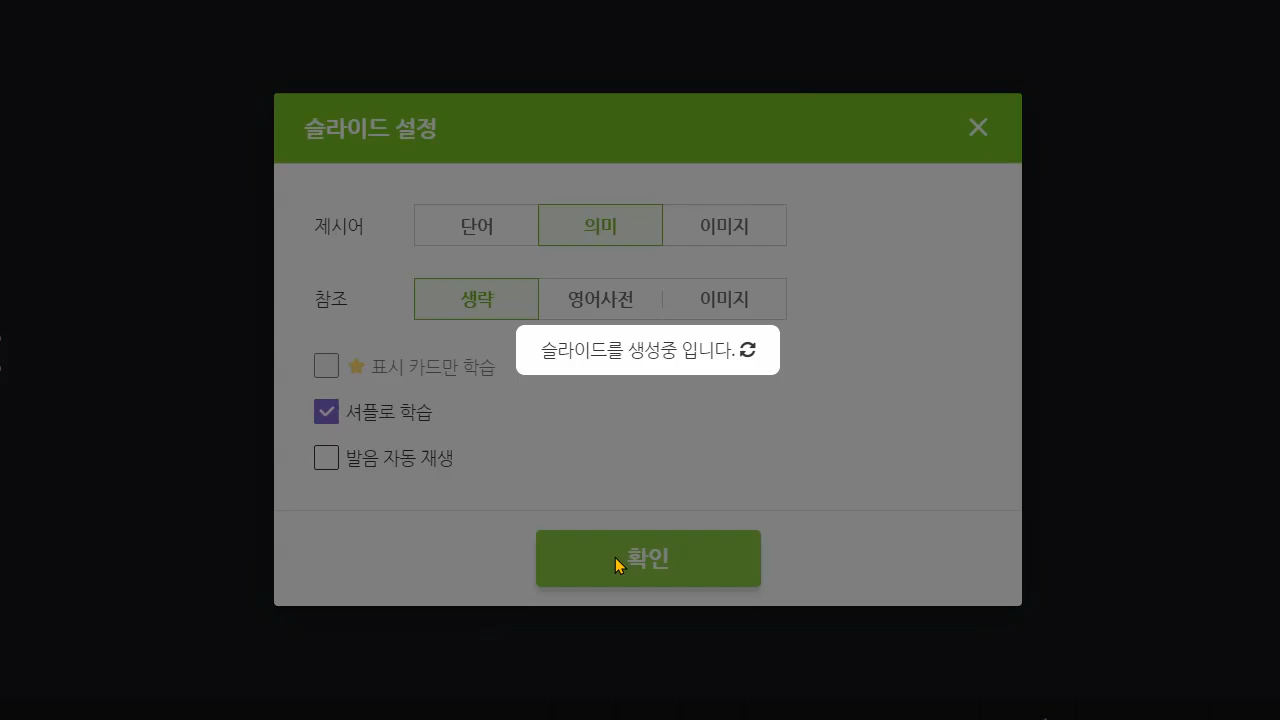 슬라이드 설정
제시어 단어 의미 이미지
참조 생략 영어사전 이미지
슬라이드를 생성중 입니다.
표시 카드만 학습
셔플로 학습
발음 자동 재생
확인